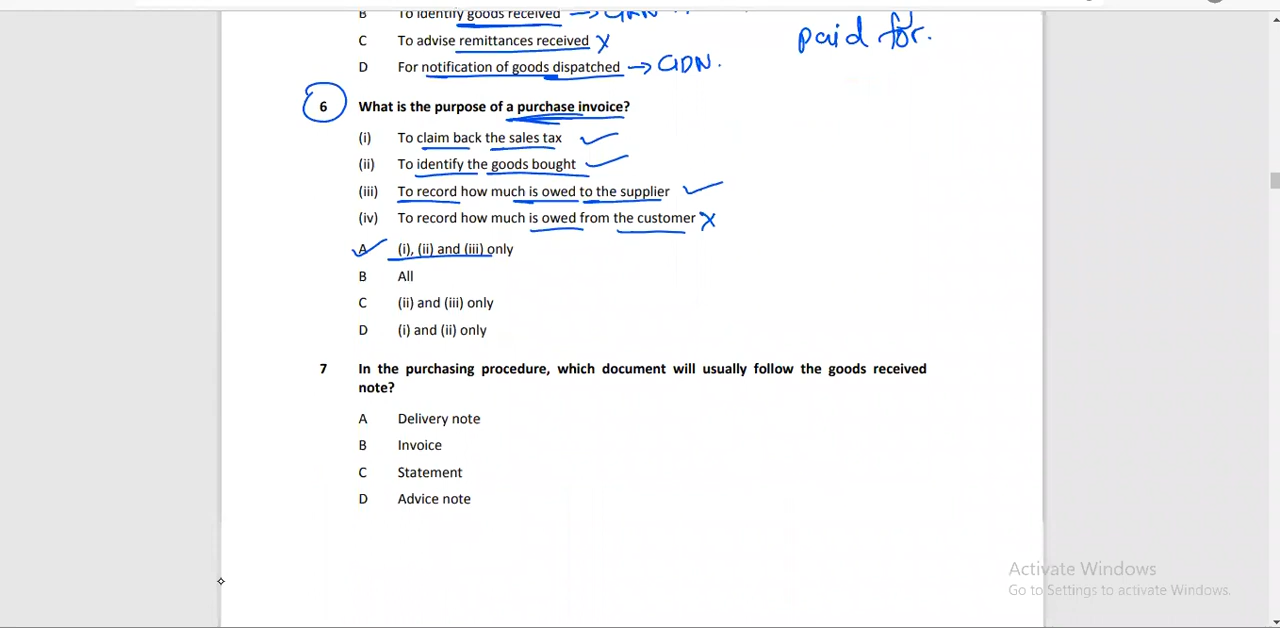 B To identify goods received → GRN
paid for.
C To advise remittances received X
D For notification of goods dispatched → GDN.
6 What is the purpose of a purchase invoice?
(i) To claim back the sales tax ✓
(ii) To identify the goods bought ✓
(iii) To record how much is owed to the supplier ✓
(iv) To record how much is owed from the customer X
A ✓ (i), (ii) and (iii) only
B All
C (ii) and (iii) only
D (i) and (ii) only
7 In the purchasing procedure, which document will usually follow the goods received
note?
A Delivery note
B Invoice
C Statement
D Advice note
Activate Windows
Go to Settings to activate Windows.